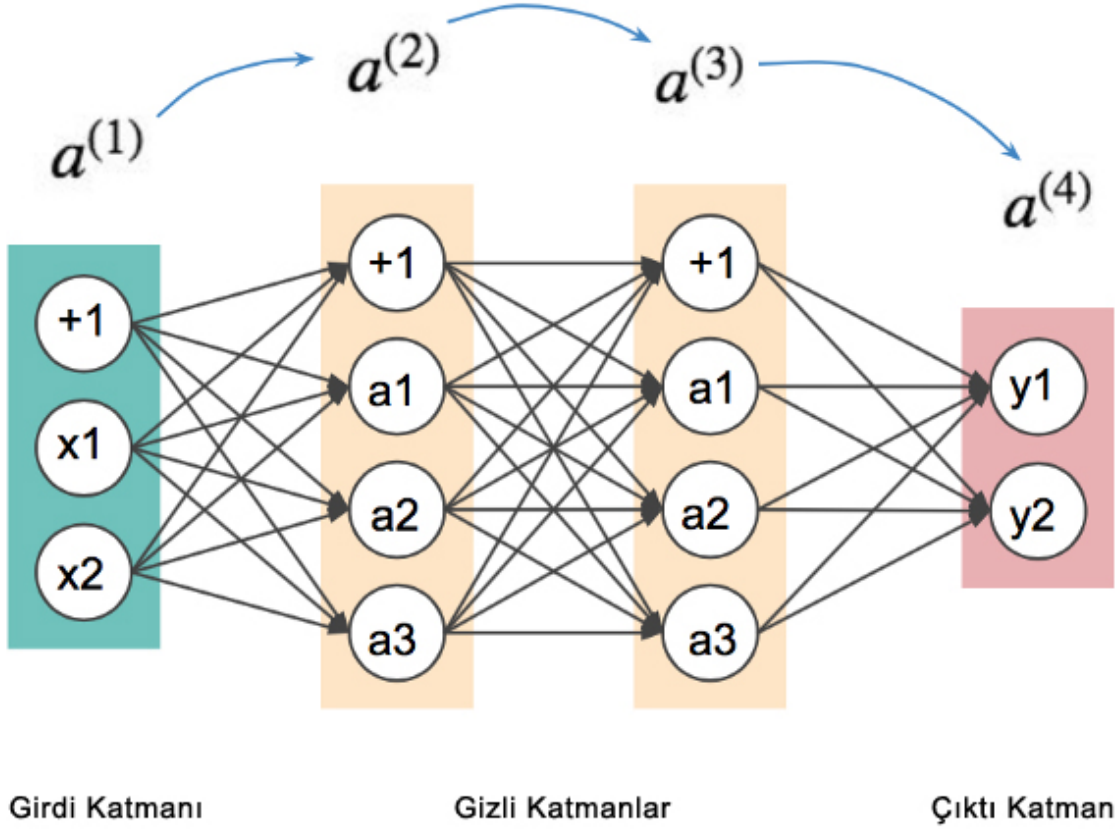 a(1)
a(2)
a(3)
a(4)
+1
x1
x2
+1
a1
a2
a3
+1
a1
a2
a3
y1
y2
Girdi Katmanı
Gizli Katmanlar
Çıktı Katman